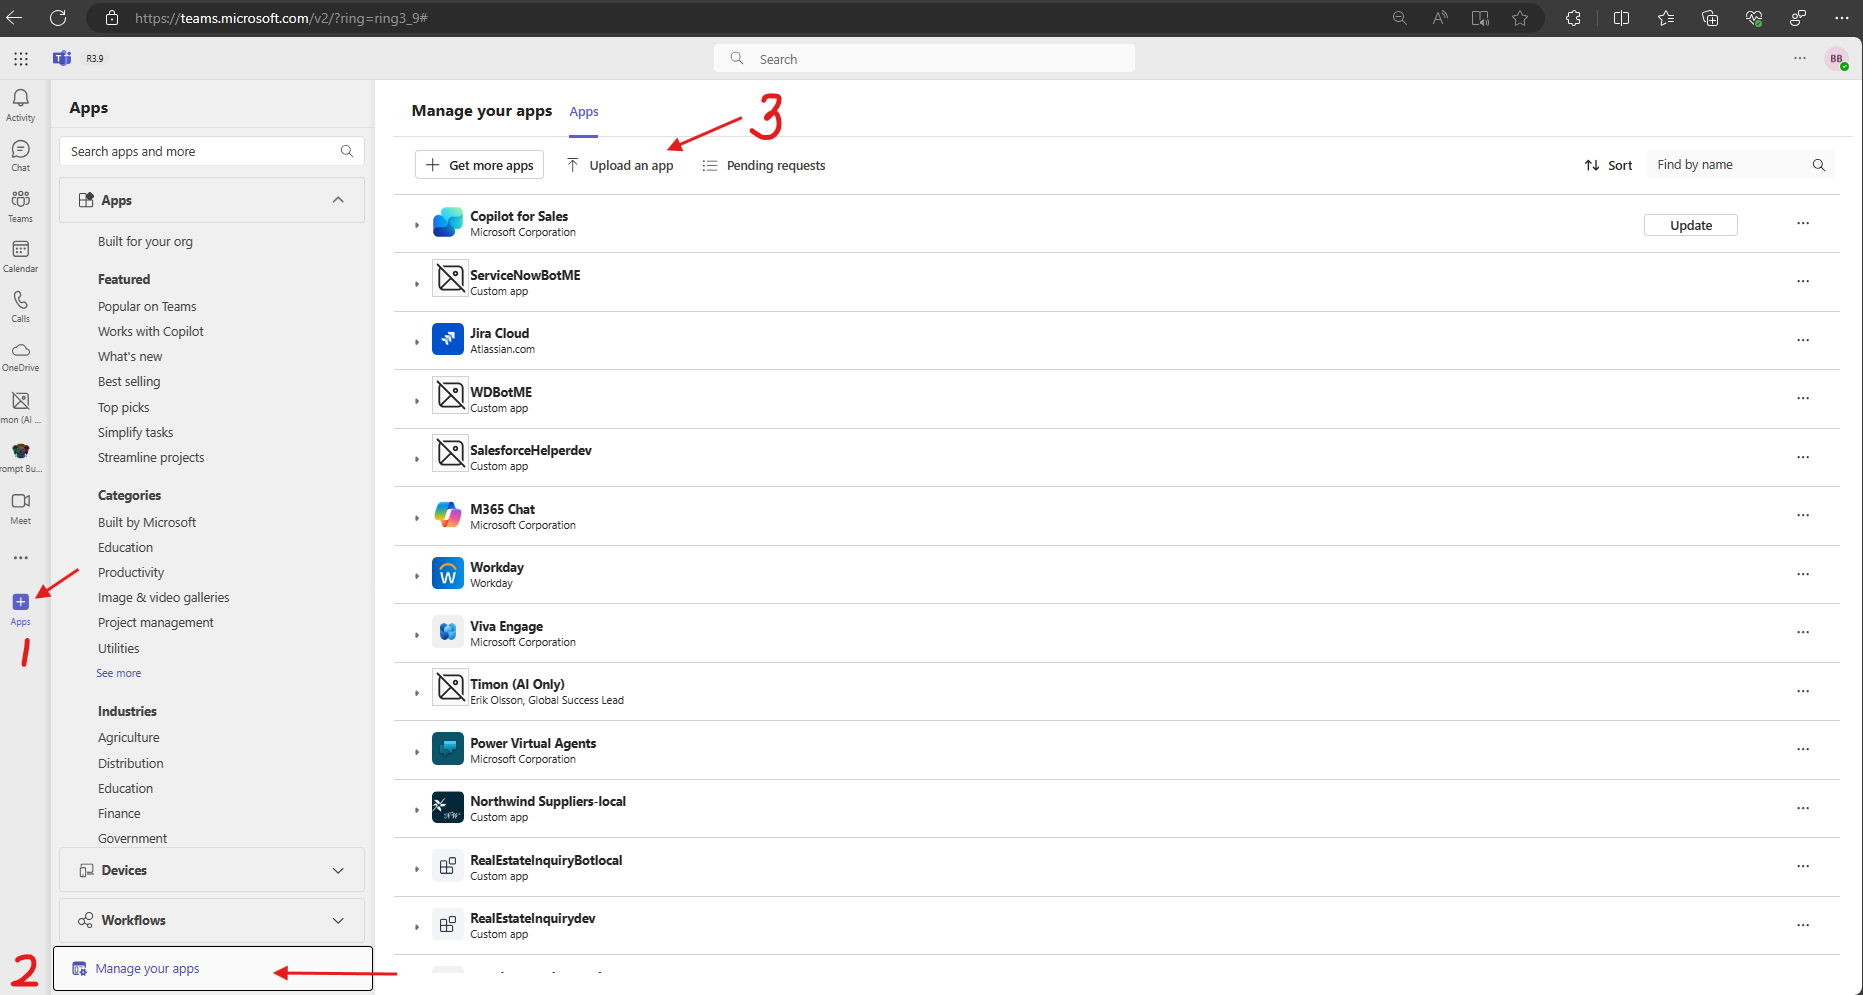 https://teams.microsoft.com/v2/?ring=ring3_9#
R3.9
Search
BB
Activity
Chat
Teams
Calendar
Calls
OneDrive
mon (AI ...
rompt Bu...
Meet
Apps
1
2
Apps
Search apps and more
Apps
Built for your org
Featured
Popular on Teams
Works with Copilot
What's new
Best selling
Top picks
Simplify tasks
Streamline projects
Categories
Built by Microsoft
Education
Productivity
Image & video galleries
Project management
Utilities
See more
Industries
Agriculture
Distribution
Education
Finance
Government
Devices
Workflows
Manage your apps
Manage your apps Apps
3
Get more apps Upload an app Pending requests Sort Find by name
Copilot for Sales
Microsoft Corporation
Update
ServiceNowBotME
Custom app
Jira Cloud
Atlassian.com
WDBotME
Custom app
SalesforceHelperdev
Custom app
M365 Chat
Microsoft Corporation
Workday
Workday
Viva Engage
Microsoft Corporation
Timon (AI Only)
Erik Olsson, Global Success Lead
Power Virtual Agents
Microsoft Corporation
Northwind Suppliers-local
Custom app
RealEstateInquiryBotlocal
Custom app
RealEstateInquirydev
Custom app